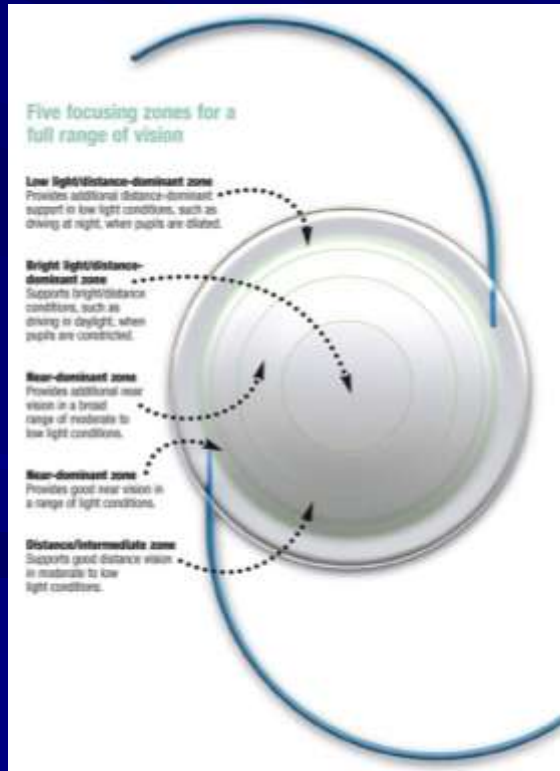 Five focusing zones for a
full range of vision
Low light/distance-dominant zone
Provides additional distance-dominant
support in low light conditions, such as
driving at night, when pupils are dilated.
Bright light/distance-
dominant zone
Supports bright/distance
conditions, such as
driving in daylight, when
pupils are constricted.
Near-dominant zone
Provides additional near
vision in a broad
range of moderate to
low light conditions.
Near-dominant zone
Provides good near vision in
a range of light conditions.
Distance/intermediate zone
Supports good distance vision
in moderate to low
light conditions.